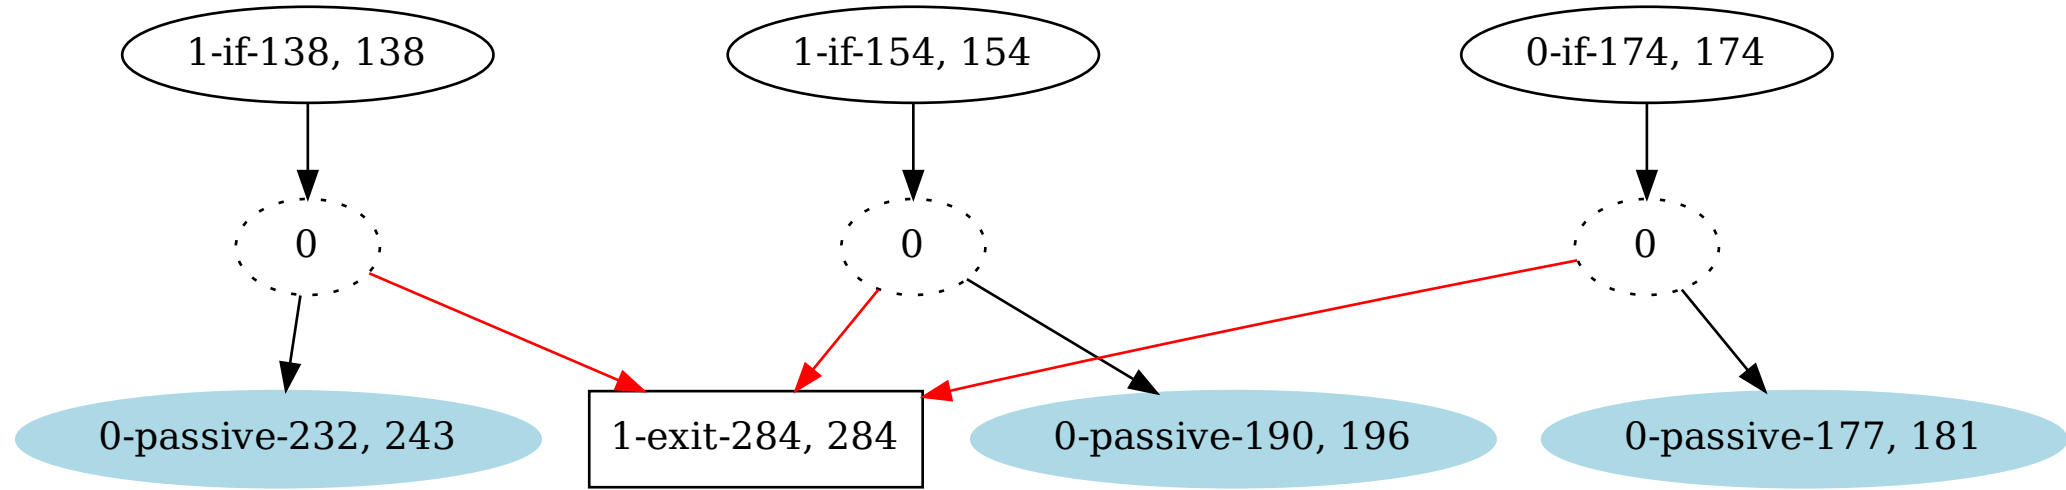 1-if-138, 138
1-if-154, 154
0-if-174, 174
0
0
0
0-passive-232, 243
1-exit-284, 284
0-passive-190, 196
0-passive-177, 181